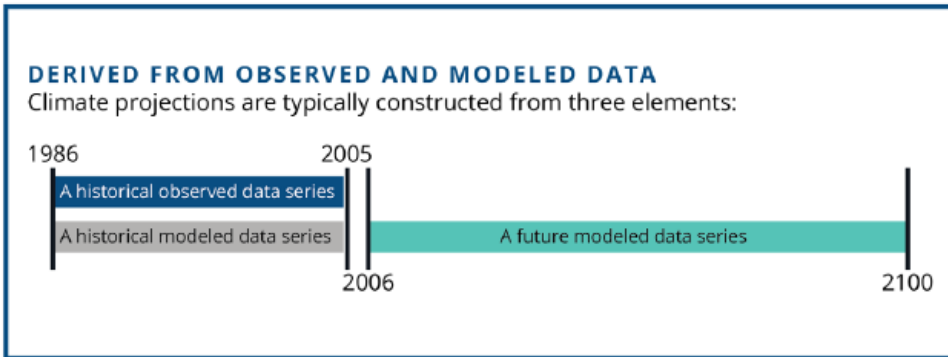 DERIVED FROM OBSERVED AND MODELED DATA
Climate projections are typically constructed from three elements:
1986 2005
A historical observed data series
A historical modeled data series A future modeled data series
2006 2100